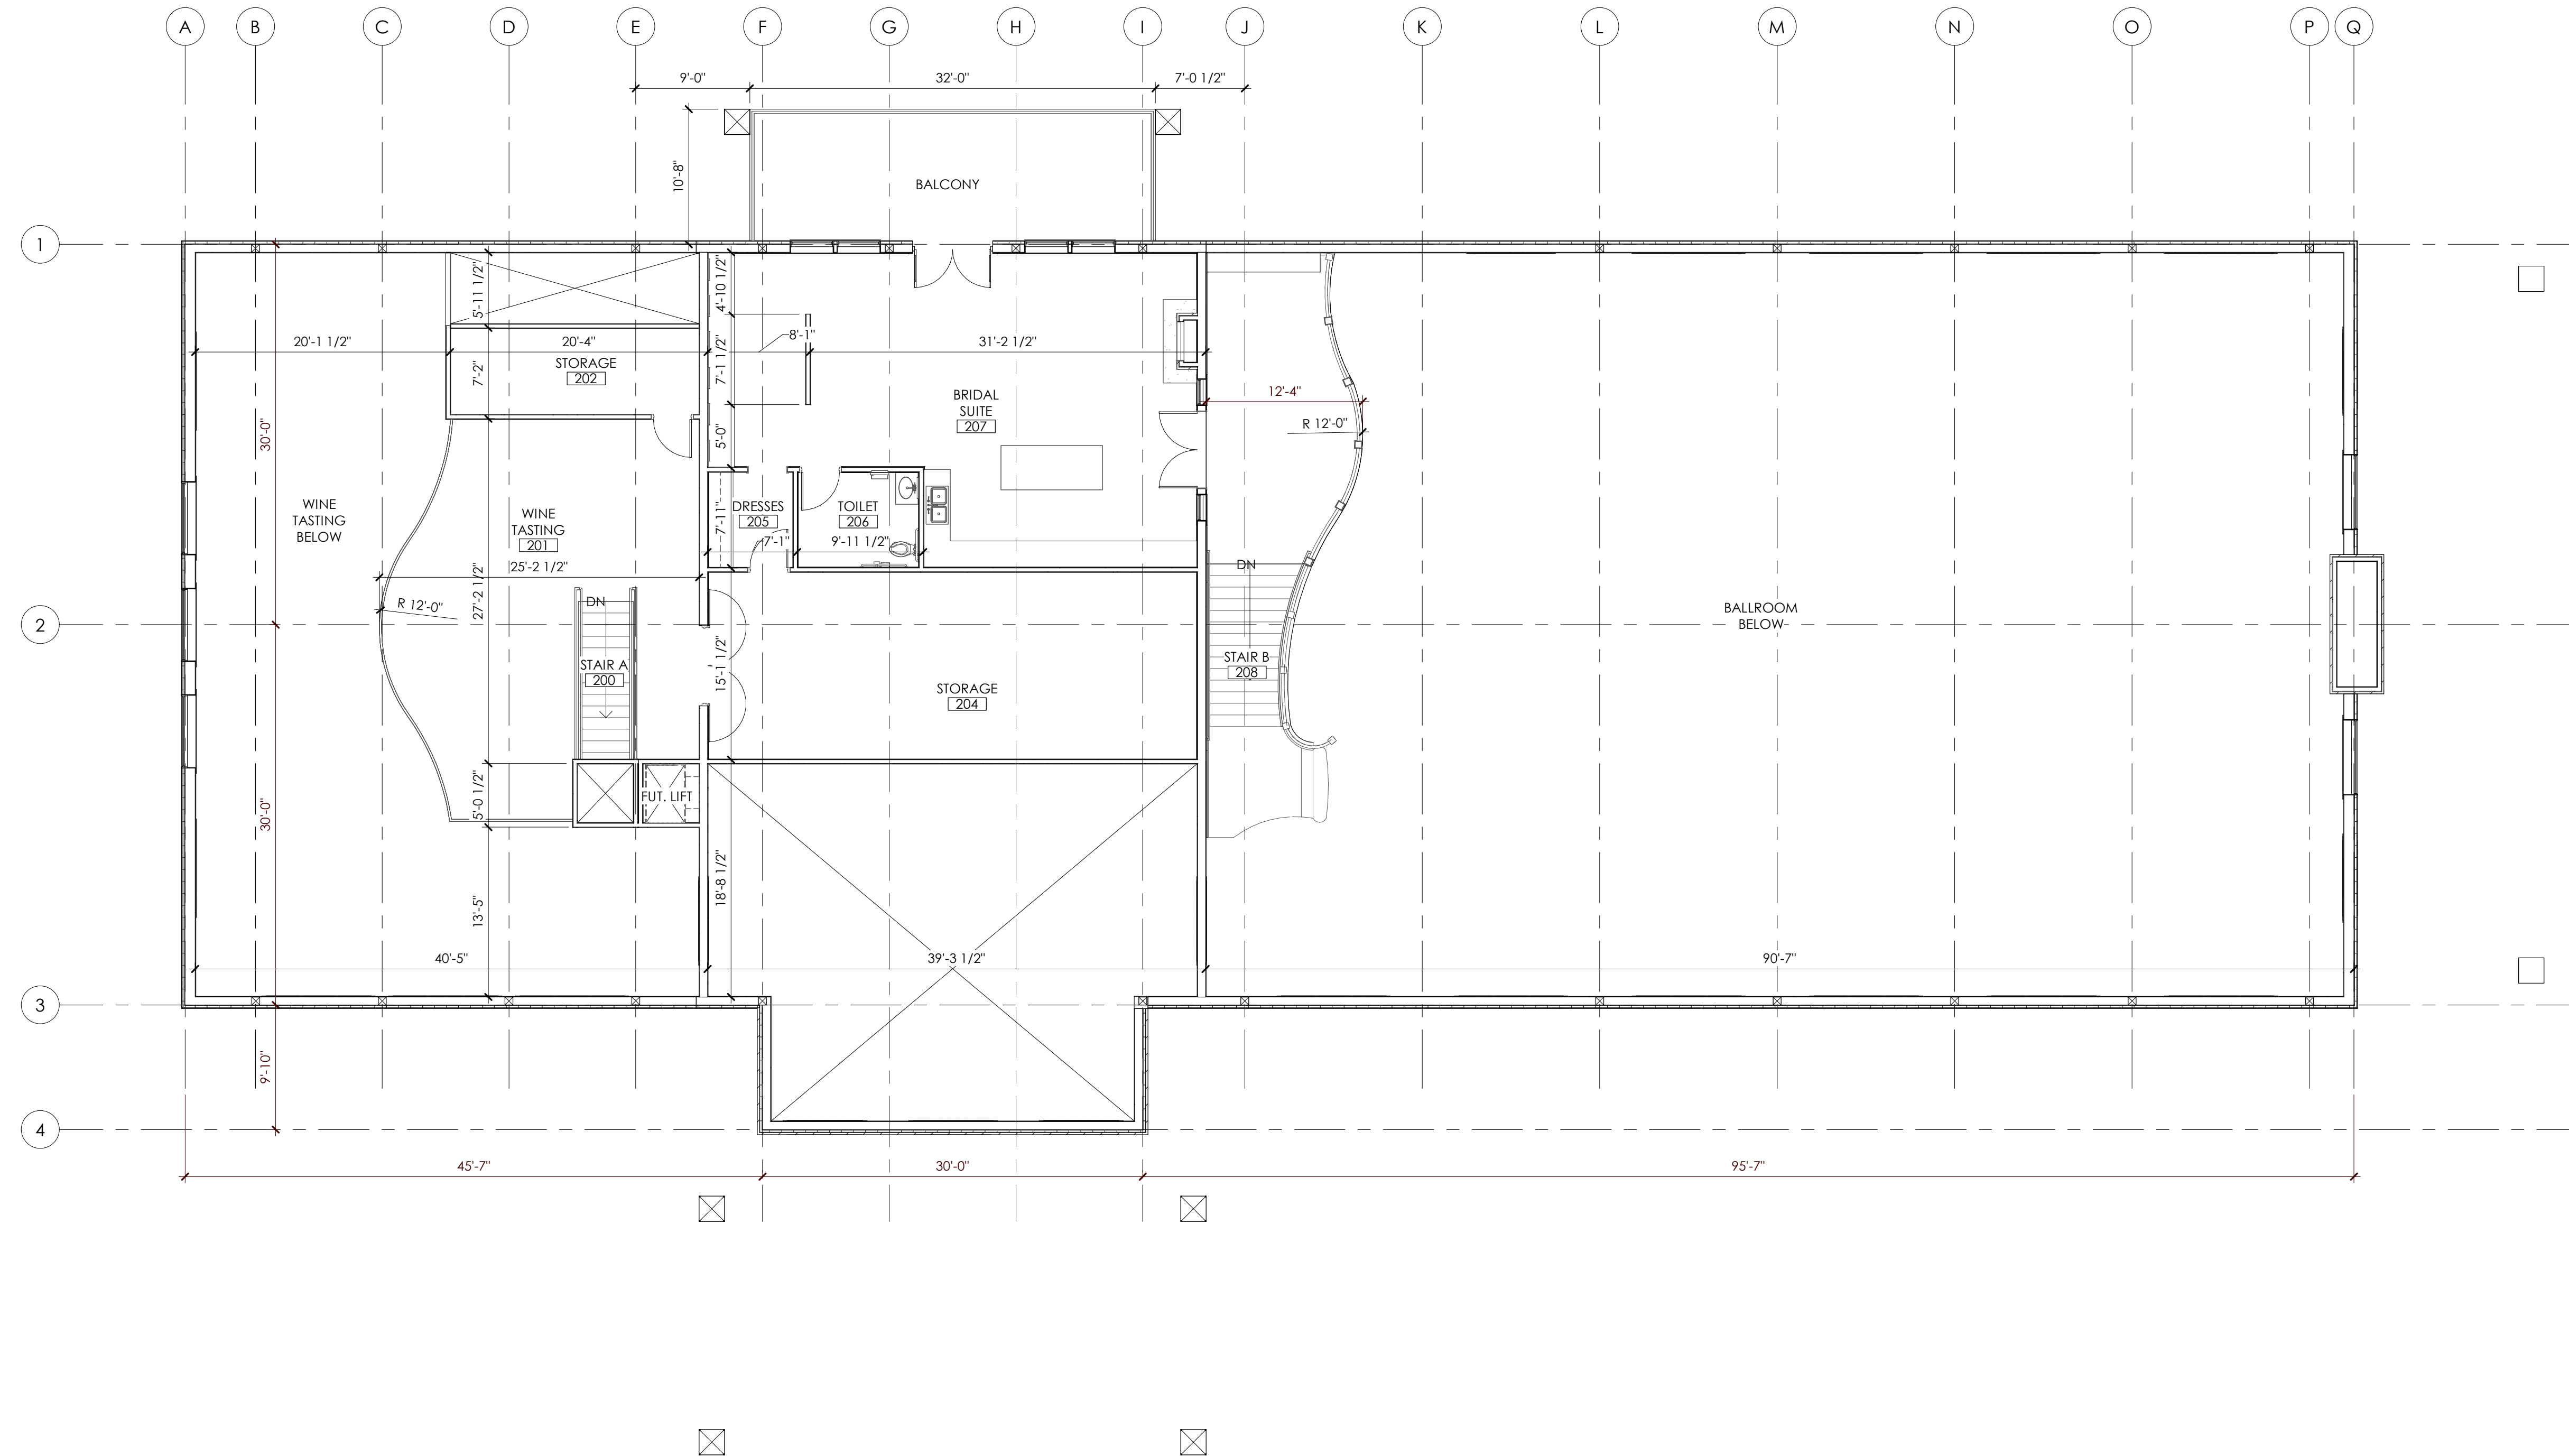 A B C D E F G H I J K L M N O P Q
9'-0" 32'-0" 7'-0 1/2"
10'-8"
BALCONY
1
5'-11 1/2"
4'-10 1/2"
20'-1 1/2" 20'-4" 8'-1" 31'-2 1/2"
7'-2"
7'-1 1/2"
STORAGE
202
BRIDAL
SUITE
207
12'-4"
R 12'-0"
30'-0"
5'-0"
WINE
TASTING
BELOW
WINE
TASTING
201
DRESSES
205
TOILET
206
7'-11"
7'-1" 9'-11 1/2"
25'-2 1/2"
27'-2 1/2"
R 12'-0"
DN
DN
2
BALLROOM
BELOW
STAIR A
200
15'-1 1/2"
STORAGE
204
STAIR B
208
FUT. LIFT
5'-0 1/2"
30'-0"
18'-8 1/2"
13'-5"
40'-5" 39'-3 1/2" 90'-7"
3
9'-10"
4
45'-7" 30'-0" 95'-7"